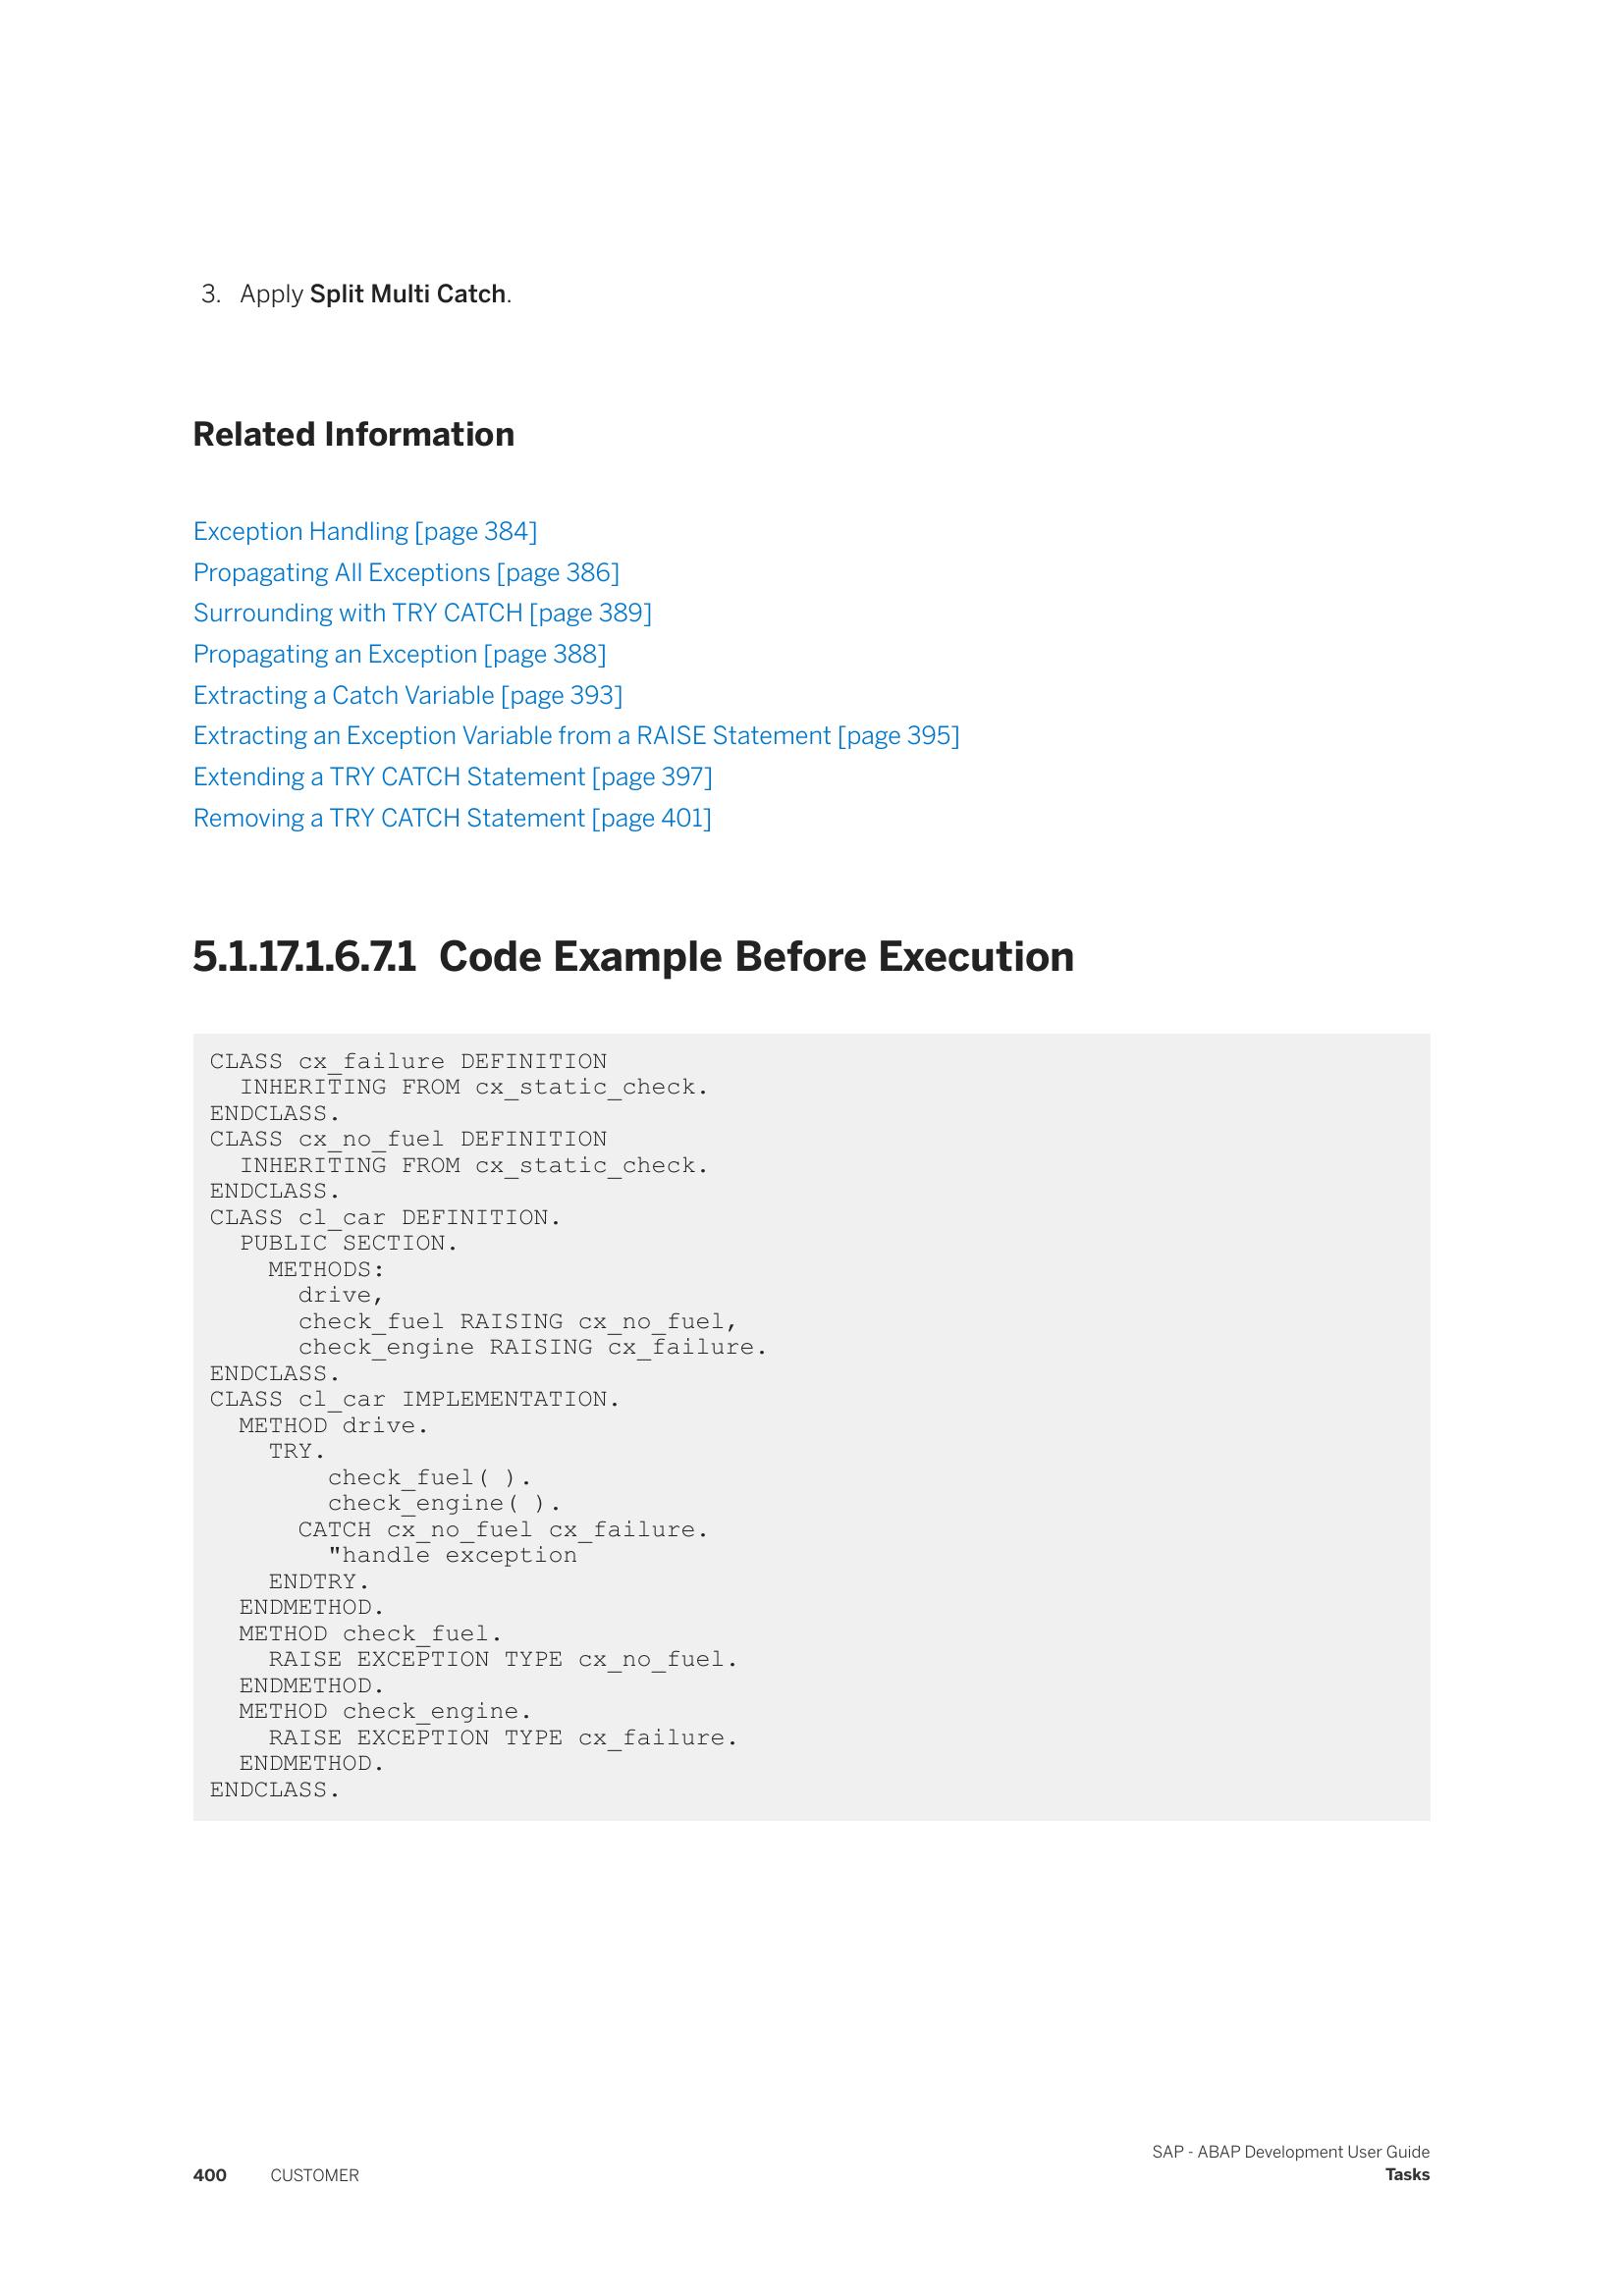 3. Apply Split Multi Catch.
Related Information
Exception Handling [page 384]
Propagating All Exceptions [page 386]
Surrounding with TRY CATCH [page 389]
Propagating an Exception [page 388]
Extracting a Catch Variable [page 393]
Extracting an Exception Variable from a RAISE Statement [page 395]
Extending a TRY CATCH Statement [page 397]
Removing a TRY CATCH Statement [page 401]
5.1.17.1.6.7.1 Code Example Before Execution
CLASS cx_failure DEFINITION
  INHERITING FROM cx_static_check.
ENDCLASS.
CLASS cx_no_fuel DEFINITION
  INHERITING FROM cx_static_check.
ENDCLASS.
CLASS cl_car DEFINITION.
  PUBLIC SECTION.
    METHODS:
      drive,
      check_fuel RAISING cx_no_fuel,
      check_engine RAISING cx_failure.
ENDCLASS.
CLASS cl_car IMPLEMENTATION.
  METHOD drive.
    TRY.
        check_fuel( ).
        check_engine( ).
      CATCH cx_no_fuel cx_failure.
        "handle exception
    ENDTRY.
  ENDMETHOD.
  METHOD check_fuel.
    RAISE EXCEPTION TYPE cx_no_fuel.
  ENDMETHOD.
  METHOD check_engine.
    RAISE EXCEPTION TYPE cx_failure.
  ENDMETHOD.
ENDCLASS.
SAP - ABAP Development User Guide
400 CUSTOMER Tasks